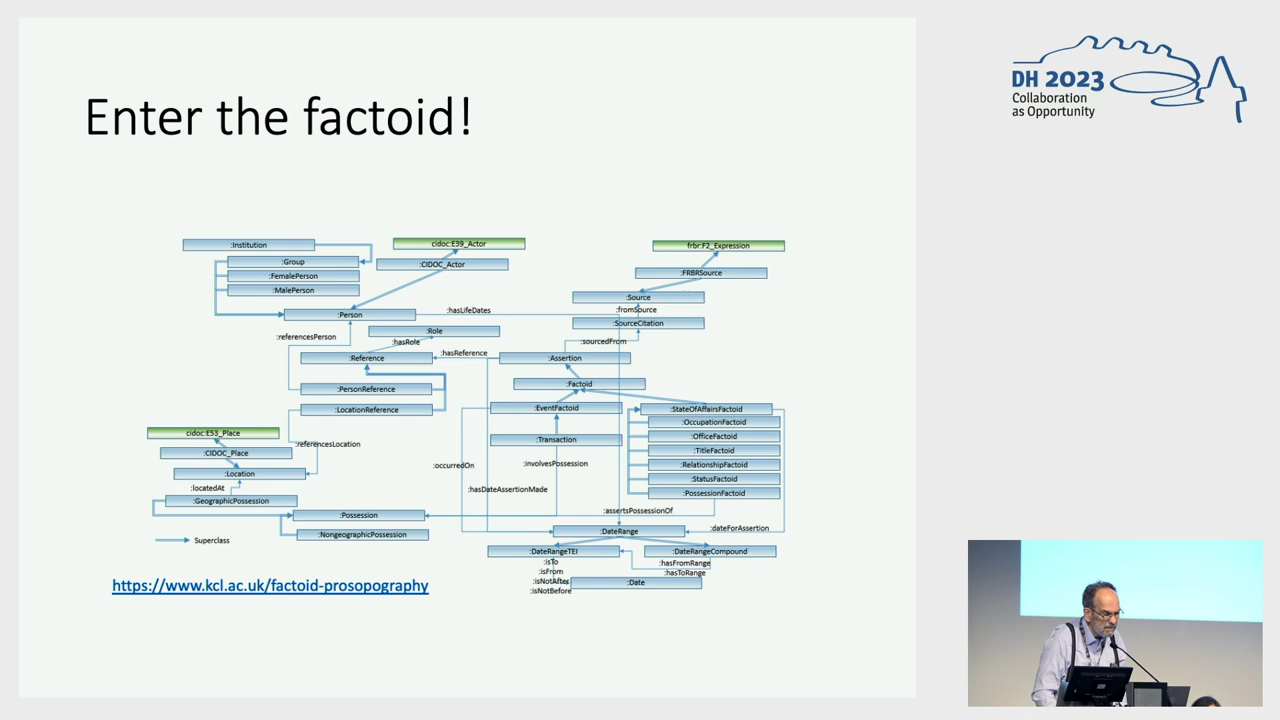 Enter the factoid!
DH 2023
Collaboration
as Opportunity
:Institution
:Group
:FemalePerson
:MalePerson
cidoc:E39_Actor
:CIDOC_Actor
frbr:F2_Expression
:FRBRSource
:Source
:fromSource
:SourceCitation
:sourcedFrom
:Person
:hasLifeDates
:referencesPerson
:Role
:hasRole
:Reference
:hasReference
:Assertion
:PersonReference
:LocationReference
:Factoid
:EventFactoid
:Transaction
:StateOfAffairsFactoid
:OccupationFactoid
:OfficeFactoid
:TitleFactoid
:RelationshipFactoid
:StatusFactoid
:PossessionFactoid
cidoc:E53_Place
:CIDOC_Place
:Location
:referencesLocation
:locatedAt
:GeographicPossession
:occurredOn
:involvesPossession
:hasDateAssertionMade
:Possession
:assertsPossessionOf
:NongeographicPossession
Superclass
:DateRange
:dateForAssertion
:DateRangeTEI
:DateRangeCompound
:isTo
:isFrom
:isNotAfter
:isNotBefore
:hasFromRange
:hasToRange
:Date
https://www.kcl.ac.uk/factoid-prosopography